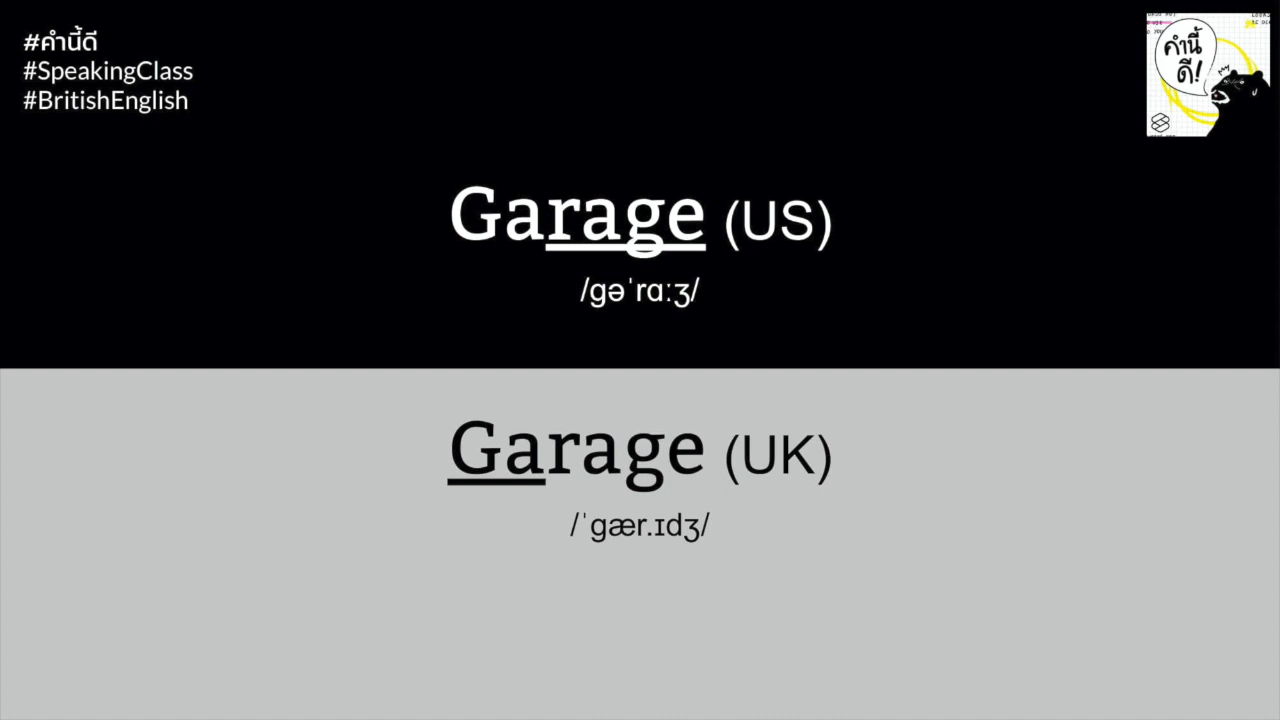 #คำนี้ดี
#SpeakingClass
#BritishEnglish
คำนี้
ดี!
Garage (US)
/ɡəˈrɑːʒ/
Garage (UK)
/ˈɡær.ɪdʒ/